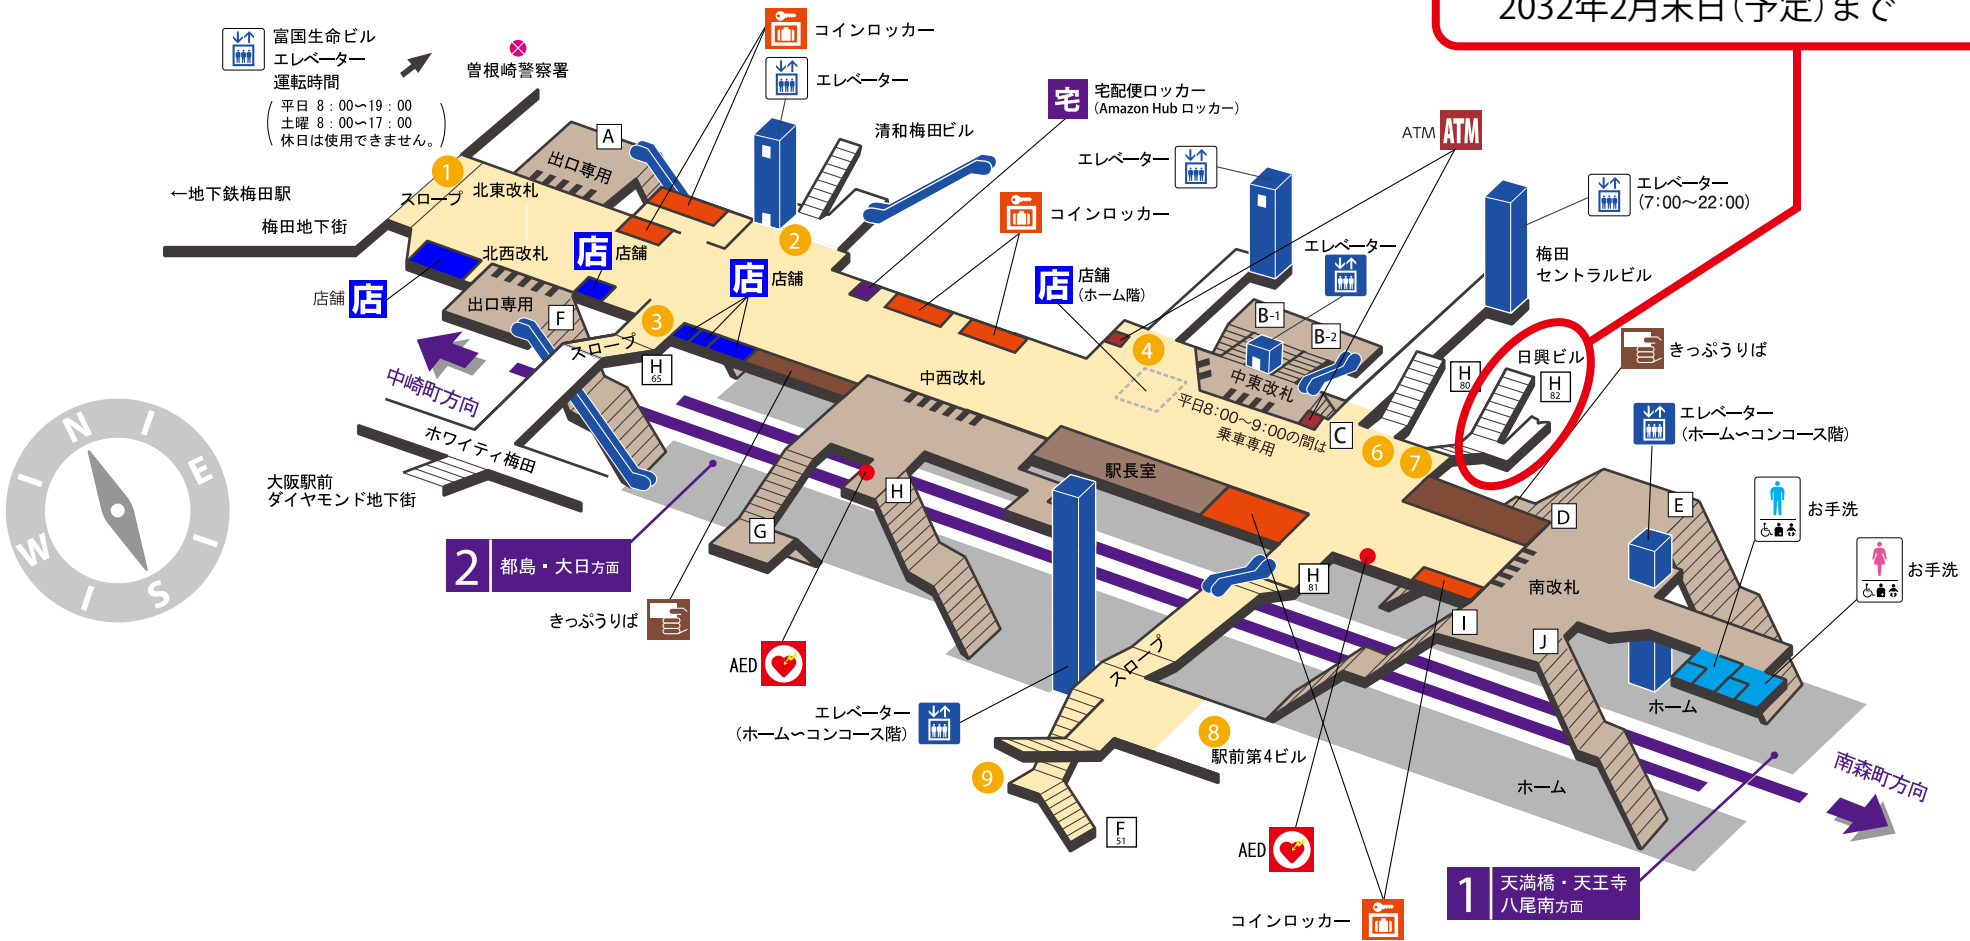 2032年2月末日(予定)まで
富国生命ビル
エレベーター
運転時間
平日 8:00〜19:00
土曜 8:00〜17:00
休日は使用できません。
曽根崎警察署
コインロッカー
エレベーター
清和梅田ビル
宅
宅配便ロッカー
(Amazon Hub ロッカー)
ATM ATM
エレベーター
エレベーター
(7:00〜22:00)
梅田
セントラルビル
←地下鉄梅田駅
梅田地下街
1
スロープ
北東改札
出口専用
A
北西改札
店 店舗
店舗 店
出口専用
F
2
店 店舗
コインロッカー
店 店舗
(ホーム階)
エレベーター
B-1
B-2
中東改札
4
平日8:00〜9:00の間は
乗車専用
C
6
7
H
80
日興ビル
H
82
きっぷうりば
エレベーター
(ホーム〜コンコース階)
3
スロープ
H
65
中崎町方向
中西改札
ホワイティ梅田
大阪駅前
ダイヤモンド地下街
N
I
E
I
S
I
W
I
駅長室
G
H
D
E
お手洗
お手洗
2 都島・大日方面
きっぷうりば
AED
H
81
南改札
I
J
スロープ
エレベーター
(ホーム〜コンコース階)
ホーム
8
駅前第4ビル
9
F
51
ホーム
南森町方向
AED
1 天満橋・天王寺
八尾南方面
コインロッカー